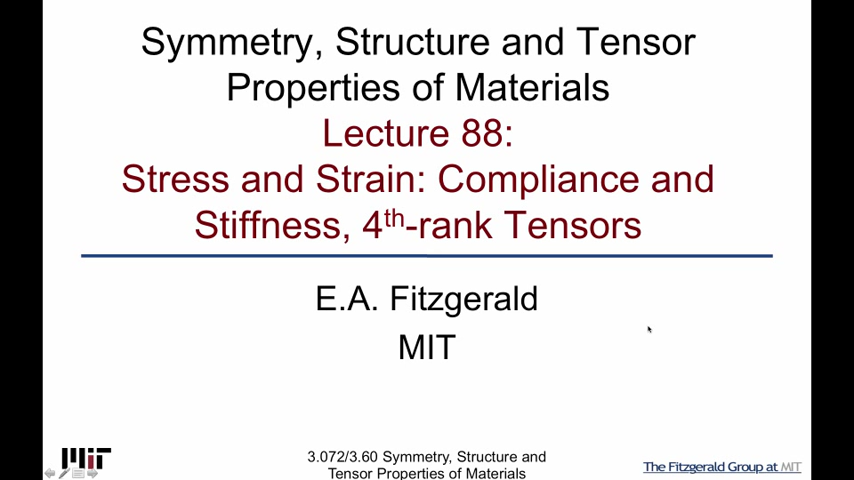 Symmetry, Structure and Tensor
Properties of Materials
Lecture 88:
Stress and Strain: Compliance and
Stiffness, 4th-rank Tensors
E.A. Fitzgerald
MIT
MIT
3.072/3.60 Symmetry, Structure and
Tensor Properties of Materials
The Fitzgerald Group at MIT